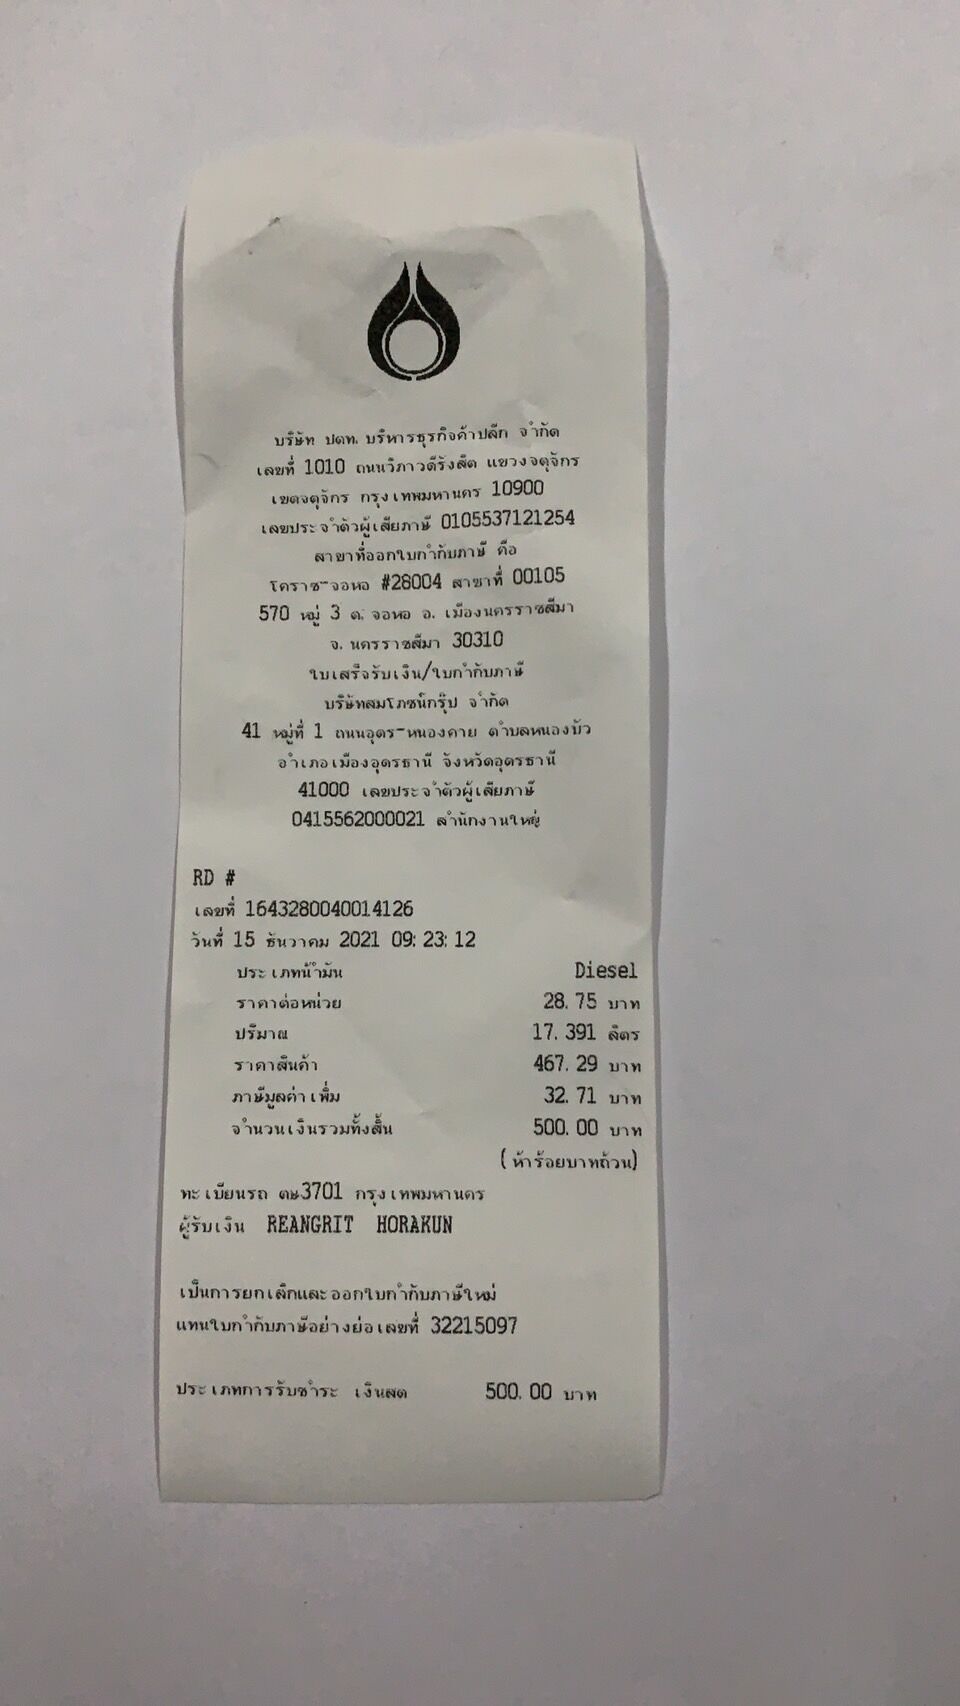 บริษัท ปตท. บริหารธุรกิจค้าปลีก จำกัด
เลขที่ 1010 ถนนวิภาวดีรังสิต แขวงจตุจักร
เขตจตุจักร กรุงเทพมหานคร 10900
เลขประจำตัวผู้เสียภาษี 0105537121254
สาขาที่ออกใบกำกับภาษี คือ
โคราช-จอหอ #28004 สาขาที่ 00105
570 หมู่ 3 ต. จอหอ อ. เมืองนครราชสีมา
จ. นครราชสีมา 30310
ใบเสร็จรับเงิน/ใบกำกับภาษี
บริษัทสมโภชน์กรุ๊ป จำกัด
41 หมู่ที่ 1 ถนนอุดร-หนองคาย ตำบลหนองบัว
อำเภอเมืองอุดรธานี จังหวัดอุดรธานี
41000 เลขประจำตัวผู้เสียภาษี
0415562000021 สำนักงานใหญ่
RD #
เลขที่ 1643280040014126
วันที่ 15 ธันวาคม 2021 09:23:12
ประเภทน้ำมัน Diesel
ราคาต่อหน่วย 28.75 บาท
ปริมาณ 17.391 ลิตร
ราคาสินค้า 467.29 บาท
ภาษีมูลค่าเพิ่ม 32.71 บาท
จำนวนเงินรวมทั้งสิ้น 500.00 บาท
(ห้าร้อยบาทถ้วน)
ทะเบียนรถ ตษ3701 กรุงเทพมหานคร
ผู้รับเงิน REANGRIT HORAKUN
เป็นการยกเลิกและออกใบกำกับภาษีใหม่
แทนใบกำกับภาษีอย่างย่อเลขที่ 32215097
ประเภทการรับชำระ เงินสด 500.00 บาท